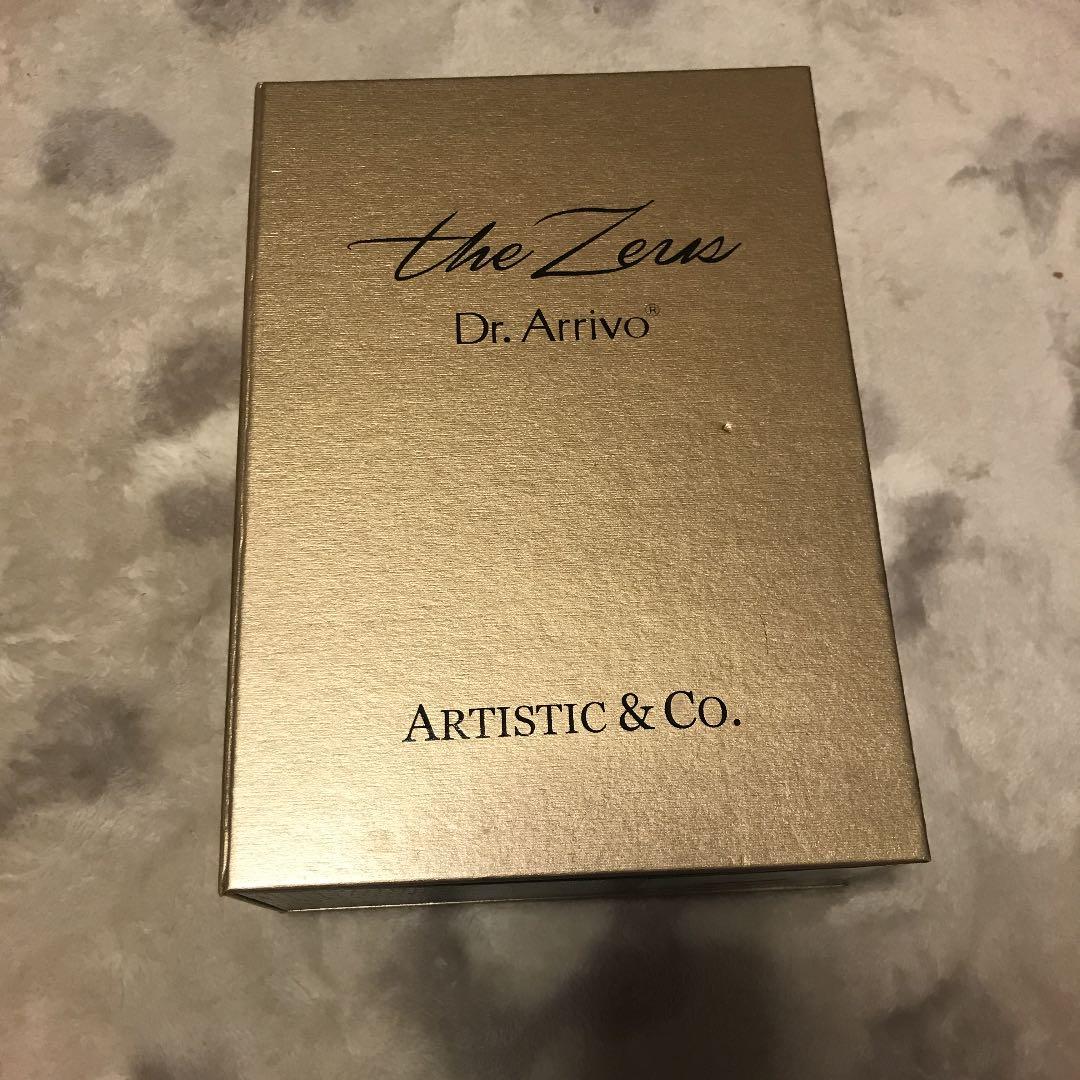 the Zeus
Dr. Arrivo®
ARTISTIC & CO.